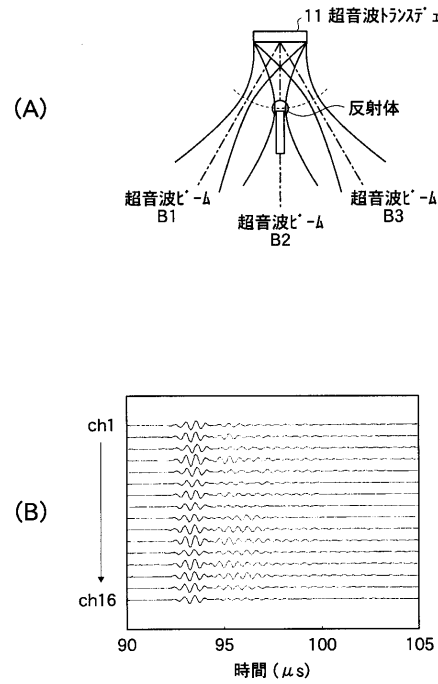 11 超音波トランスデュ
(A)
反射体
超音波ビーム
B1
超音波ビーム
B2
超音波ビーム
B3
ch1
(B)
ch16
90
95
100
105
時間 (μs)